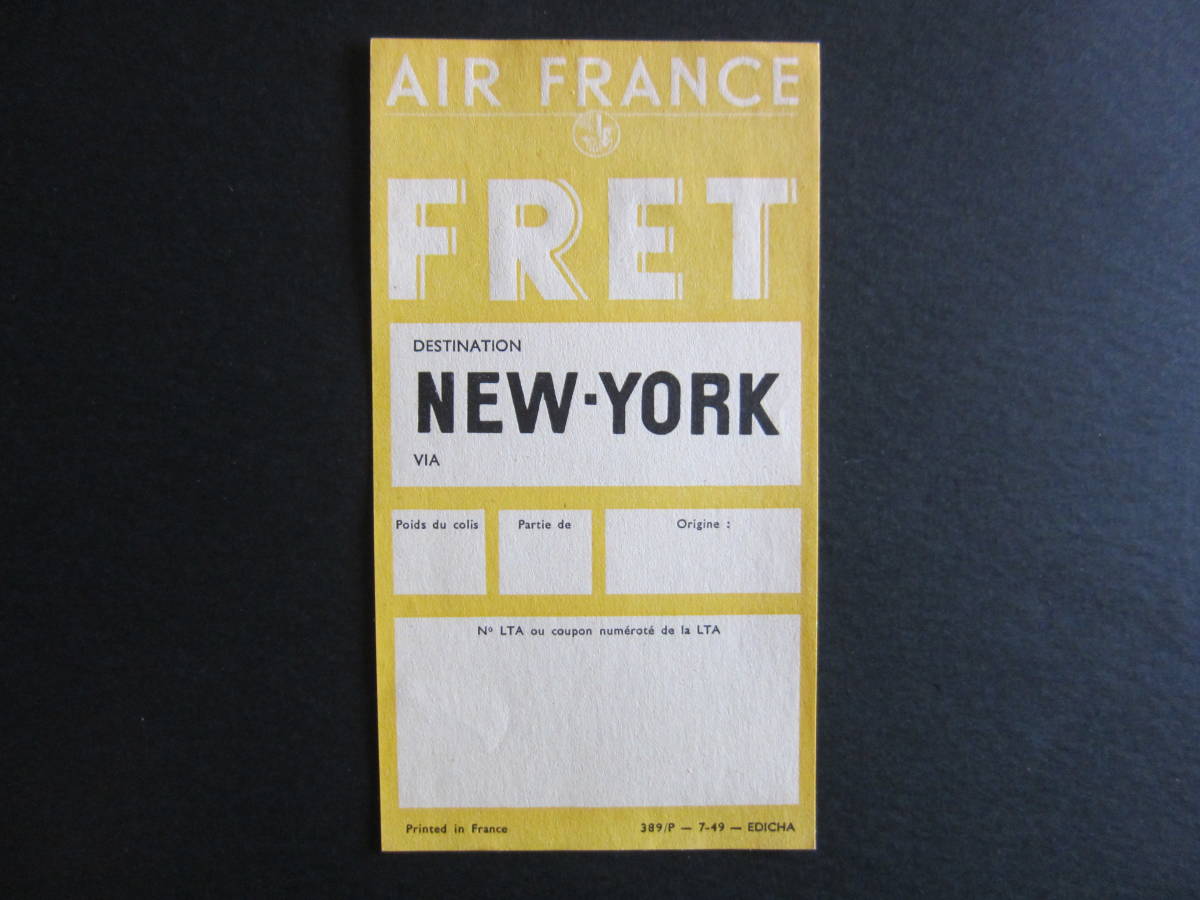 AIR FRANCE
FRET
DESTINATION
NEW-YORK
VIA
Poids du colis
Partie de
Origine :
Nº LTA ou coupon numéroté de la LTA
Printed in France
389/P — 7-49 — EDICHA